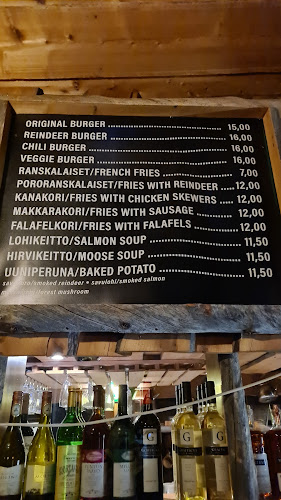 ORIGINAL BURGER 15,00
REINDEER BURGER 16,00
CHILI BURGER 16,00
VEGGIE BURGER 16,00
RANSKALAISET/FRENCH FRIES 7,00
PORORANSKALAISET/FRIES WITH REINDEER 12,00
KANAKORI/FRIES WITH CHICKEN SKEWERS 12,00
MAKKARAKORI/FRIES WITH SAUSAGE 12,00
FALAFELKORI/FRIES WITH FALAFELS 12,00
LOHIKEITTO/SALMON SOUP 11,50
HIRVIKEITTO/MOOSE SOUP 11,50
UUNIPERUNA/BAKED POTATO 11,50
smoked reindeer • savulohi/smoked salmon
mushroom
G
G
G